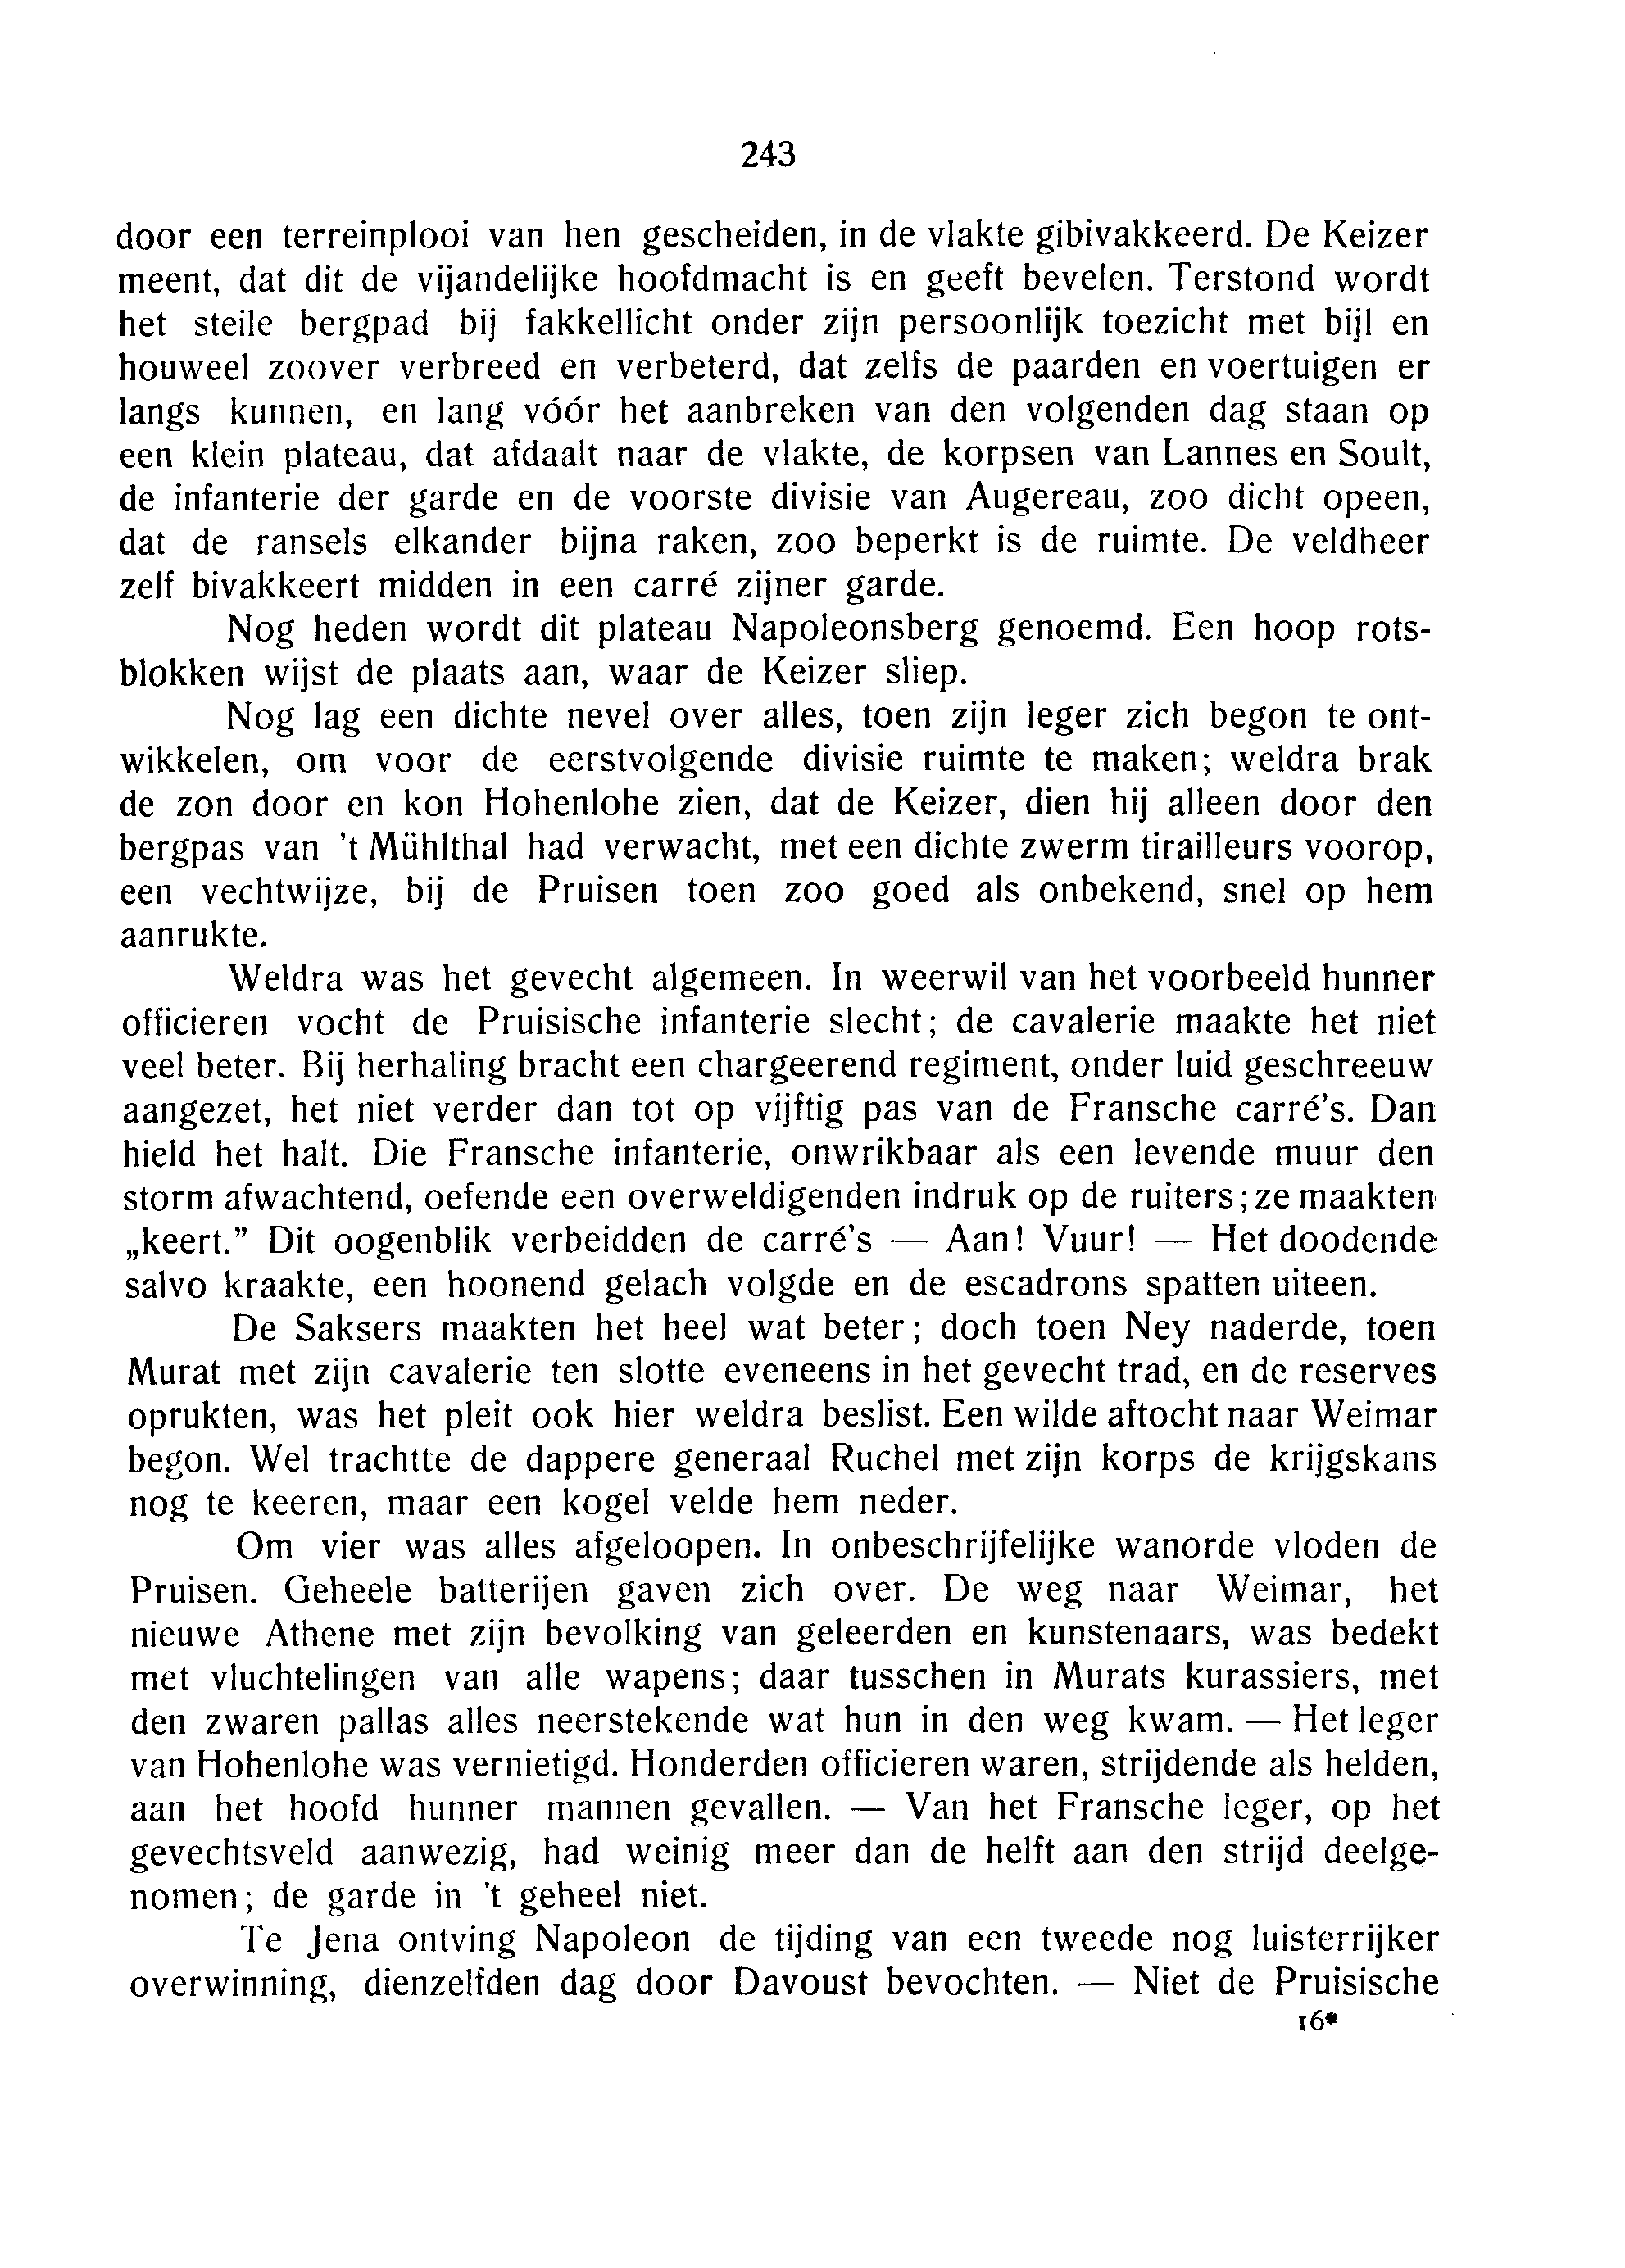 243
door een terreinplooi van hen gescheiden, in de vlakte gibivakkeerd. De Keizer
meent, dat dit de vijandelijke hoofdmacht is en geeft bevelen. Terstond wordt
het steile bergpad bij fakkellicht onder zijn persoonlijk toezicht met bijl en
houweel zoover verbreed en verbeterd, dat zelfs de paarden en voertuigen er
langs kunnen, en lang vóór het aanbreken van den volgenden dag staan op
een klein plateau, dat afdaalt naar de vlakte, de korpsen van Lannes en Soult,
de infanterie der garde en de voorste divisie van Augereau, zoo dicht opeen,
dat de ransels elkander bijna raken, zoo beperkt is de ruimte. De veldheer
zelf bivakkeert midden in een carré zijner garde.
Nog heden wordt dit plateau Napoleonsberg genoemd. Een hoop rots-
blokken wijst de plaats aan, waar de Keizer sliep.
Nog lag een dichte nevel over alles, toen zijn leger zich begon te ont-
wikkelen, om voor de eerstvolgende divisie ruimte te maken; weldra brak
de zon door en kon Hohenlohe zien, dat de Keizer, dien hij alleen door den
bergpas van 't Mühlthal had verwacht, met een dichte zwerm tirailleurs voorop,
een vechtwijze, bij de Pruisen toen zoo goed als onbekend, snel op hem
aanrukte.
Weldra was het gevecht algemeen. In weerwil van het voorbeeld hunner
officieren vocht de Pruisische infanterie slecht; de cavalerie maakte het niet
veel beter. Bij herhaling bracht een chargeerend regiment, onder luid geschreeuw
aangezet, het niet verder dan tot op vijftig pas van de Fransche carré's. Dan
hield het halt. Die Fransche infanterie, onwrikbaar als een levende muur den
storm afwachtend, oefende een overweldigenden indruk op de ruiters; ze maakten
„keert.” Dit oogenblik verbeidden de carré's — Aan! Vuur! — Het doodende
salvo kraakte, een hoonend gelach volgde en de escadrons spatten uiteen.
De Saksers maakten het heel wat beter; doch toen Ney naderde, toen
Murat met zijn cavalerie ten slotte eveneens in het gevecht trad, en de reserves
oprukten, was het pleit ook hier weldra beslist. Een wilde aftocht naar Weimar
begon. Wel trachtte de dappere generaal Ruchel met zijn korps de krijgskans
nog te keeren, maar een kogel velde hem neder.
Om vier was alles afgeloopen. In onbeschrijfelijke wanorde vloden de
Pruisen. Geheele batterijen gaven zich over. De weg naar Weimar, het
nieuwe Athene met zijn bevolking van geleerden en kunstenaars, was bedekt
met vluchtelingen van alle wapens; daar tusschen in Murats kurassiers, met
den zwaren pallas alles neerstekende wat hun in den weg kwam. — Het leger
van Hohenlohe was vernietigd. Honderden officieren waren, strijdende als helden,
aan het hoofd hunner mannen gevallen. — Van het Fransche leger, op het
gevechtsveld aanwezig, had weinig meer dan de helft aan den strijd deelge-
nomen; de garde in 't geheel niet.
Te Jena ontving Napoleon de tijding van een tweede nog luisterrijker
overwinning, dienzelfden dag door Davoust bevochten. — Niet de Pruisische
16*